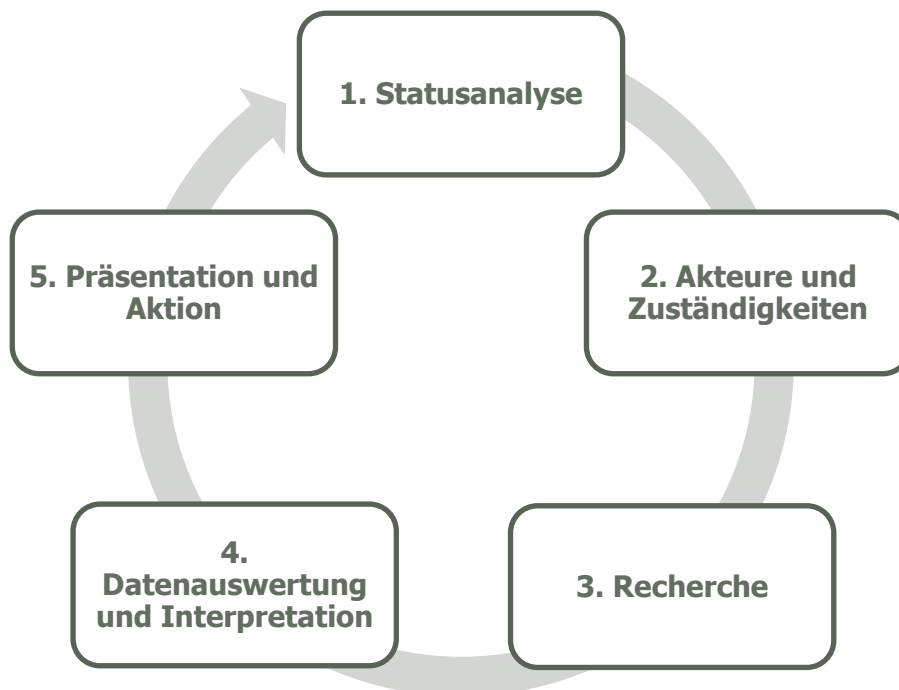 1. Statusanalyse
2. Akteure und
Zuständigkeiten
3. Recherche
4.
Datenauswertung
und Interpretation
5. Präsentation und
Aktion